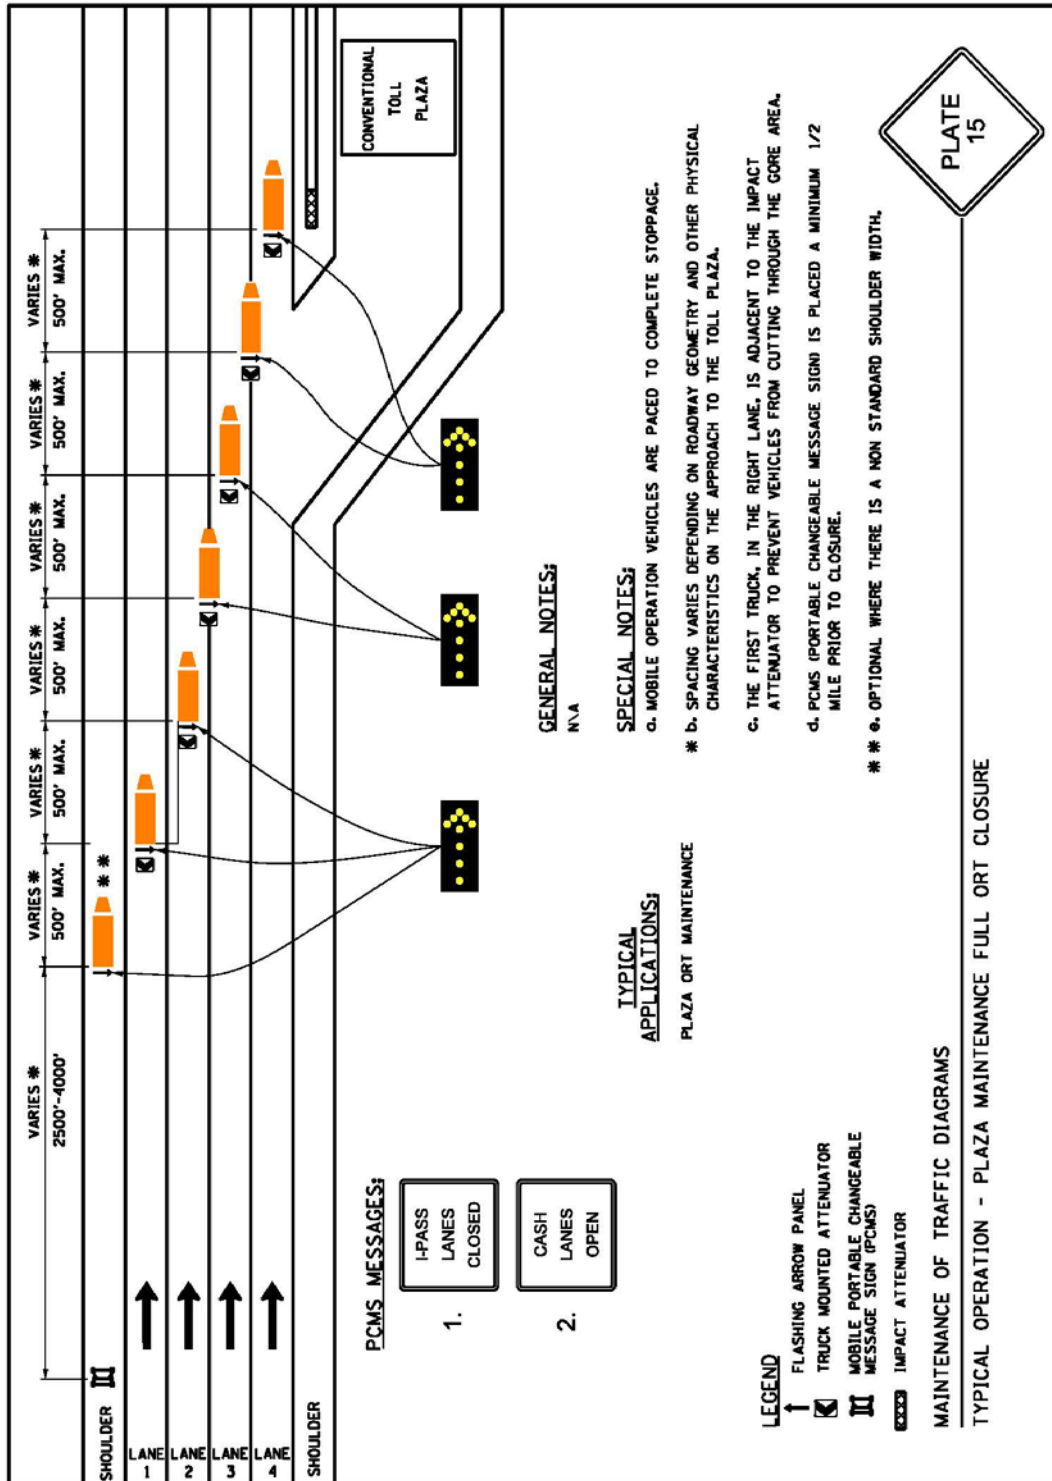 VARIES *
2500'-4000'
VARIES *
500' MAX.
VARIES *
500' MAX.
VARIES *
500' MAX.
VARIES *
500' MAX.
VARIES *
500' MAX.
VARIES *
500' MAX.
SHOULDER
* *
LANE
1
LANE
2
LANE
3
LANE
4
SHOULDER
CONVENTIONAL
TOLL
PLAZA
PCMS MESSAGES:
1.
I-PASS
LANES
CLOSED
2.
CASH
LANES
OPEN
TYPICAL
APPLICATIONS:
PLAZA ORT MAINTENANCE
GENERAL NOTES:
N\A
SPECIAL NOTES:
a. MOBILE OPERATION VEHICLES ARE PACED TO COMPLETE STOPPAGE.
* b. SPACING VARIES DEPENDING ON ROADWAY GEOMETRY AND OTHER PHYSICAL
CHARACTERISTICS ON THE APPROACH TO THE TOLL PLAZA.
c. THE FIRST TRUCK, IN THE RIGHT LANE, IS ADJACENT TO THE IMPACT
ATTENUATOR TO PREVENT VEHICLES FROM CUTTING THROUGH THE GORE AREA.
d. PCMS (PORTABLE CHANGEABLE MESSAGE SIGN) IS PLACED A MINIMUM 1/2
MILE PRIOR TO CLOSURE.
* * e. OPTIONAL WHERE THERE IS A NON STANDARD SHOULDER WIDTH.
LEGEND
FLASHING ARROW PANEL
TRUCK MOUNTED ATTENUATOR
MOBILE PORTABLE CHANGEABLE
MESSAGE SIGN (PCMS)
IMPACT ATTENUATOR
MAINTENANCE OF TRAFFIC DIAGRAMS
TYPICAL OPERATION - PLAZA MAINTENANCE FULL ORT CLOSURE
PLATE
15